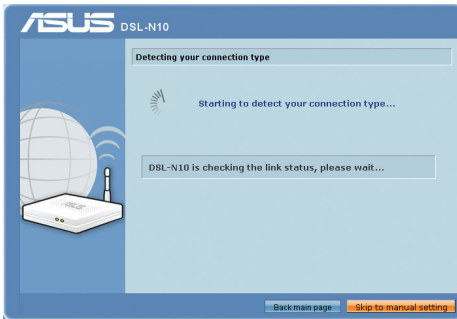 ASUS DSL-N10
Detecting your connection type
Starting to detect your connection type...
DSL-N10 is checking the link status, please wait...
ASUS
Back main page Skip to manual setting